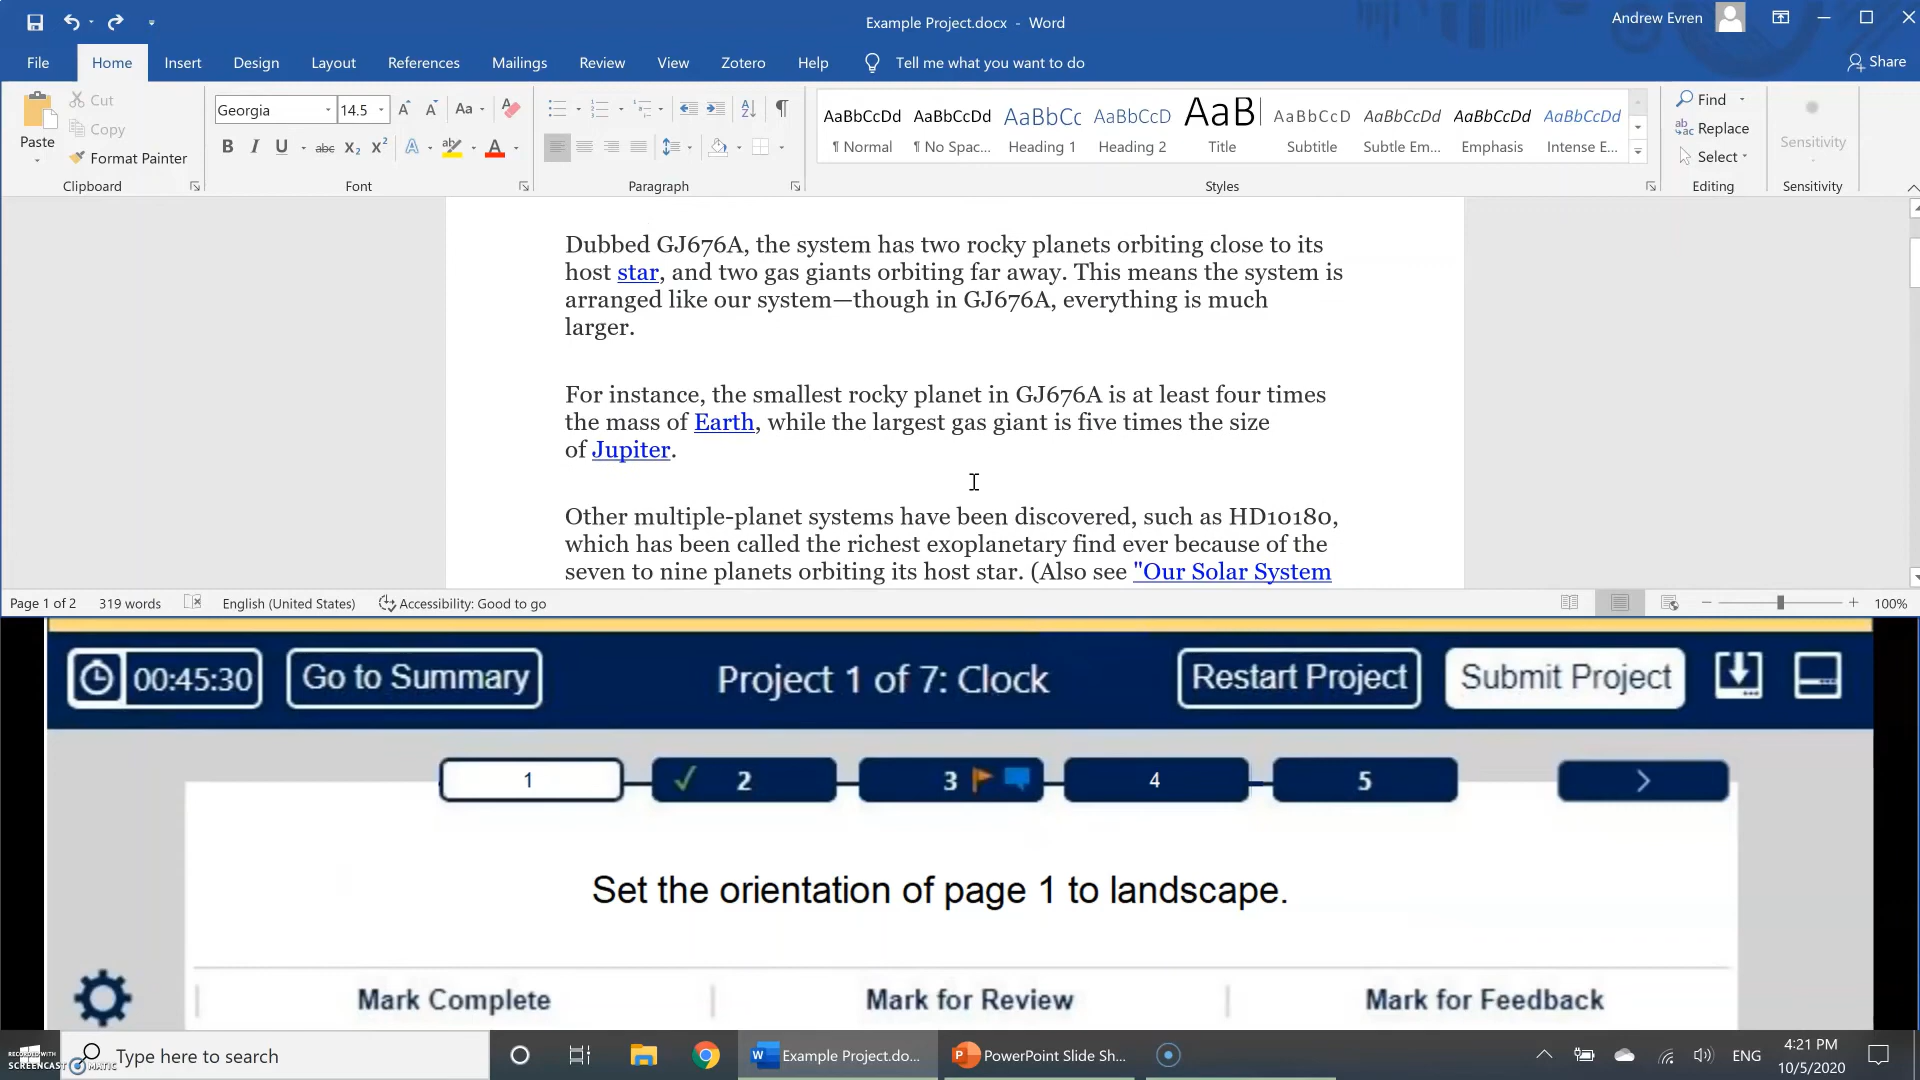 Example Project.docx - Word
Andrew Evren
File Home Insert Design Layout References Mailings Review View Zotero Help Tell me what you want to do Share
Paste
Cut
Copy
Format Painter
Clipboard
Georgia 14.5
Font
Paragraph
AaBbCcDd AaBbCcDd AaBbCc AaBbCcD AaB AaBbCcD AaBbCcDd AaBbCcDd AaBbCcDd
¶ Normal ¶ No Spac... Heading 1 Heading 2 Title Subtitle Subtle Em... Emphasis Intense E...
Styles
Find
Replace
Select
Editing
Sensitivity
Sensitivity
Dubbed GJ676A, the system has two rocky planets orbiting close to its
host star, and two gas giants orbiting far away. This means the system is
arranged like our system—though in GJ676A, everything is much
larger.
For instance, the smallest rocky planet in GJ676A is at least four times
the mass of Earth, while the largest gas giant is five times the size
of Jupiter.
Other multiple-planet systems have been discovered, such as HD10180,
which has been called the richest exoplanetary find ever because of the
seven to nine planets orbiting its host star. (Also see "Our Solar System
Page 1 of 2 319 words English (United States) Accessibility: Good to go 100%
00:45:30 Go to Summary Project 1 of 7: Clock Restart Project Submit Project
1 2 3 4 5
Set the orientation of page 1 to landscape.
Mark Complete Mark for Review Mark for Feedback
RECORDED WITH
SCREENCAST MATIC
Type here to search
Example Project.do...
PowerPoint Slide Sh...
ENG
4:21 PM
10/5/2020